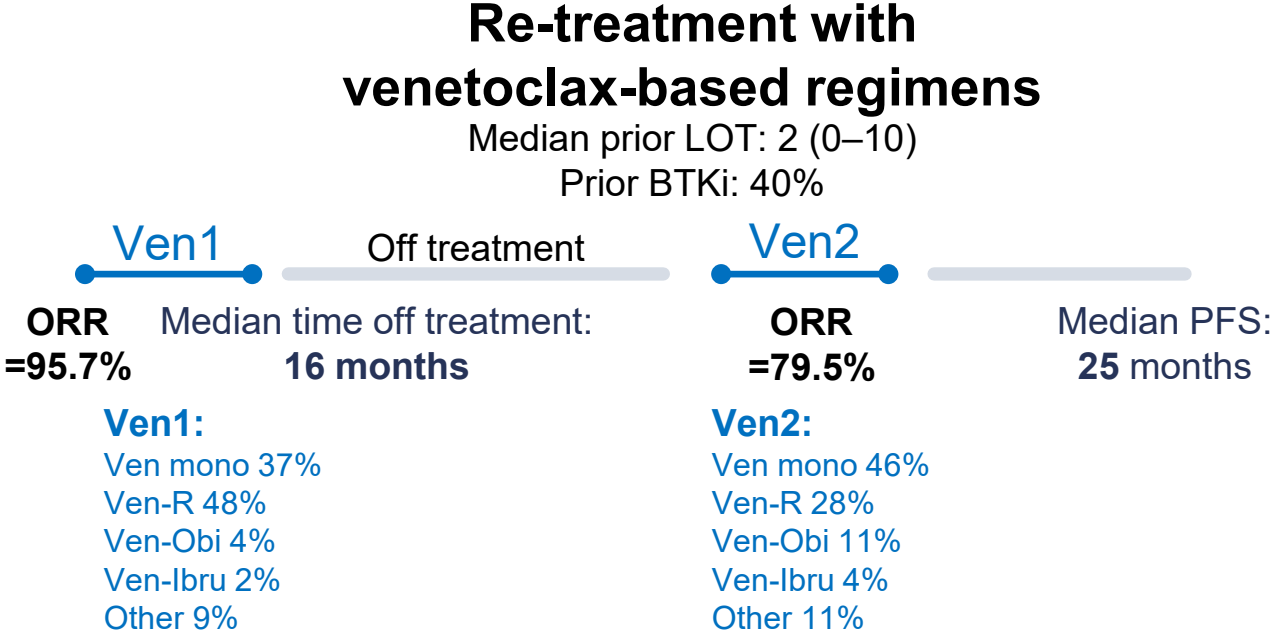 Re-treatment with
venetoclax-based regimens
Median prior LOT: 2 (0–10)
Prior BTKi: 40%
Ven1
Off treatment
Ven2
ORR
=95.7%
Median time off treatment:
16 months
ORR
=79.5%
Median PFS:
25 months
Ven1:
Ven mono 37%
Ven-R 48%
Ven-Obi 4%
Ven-Ibru 2%
Other 9%
Ven2:
Ven mono 46%
Ven-R 28%
Ven-Obi 11%
Ven-Ibru 4%
Other 11%